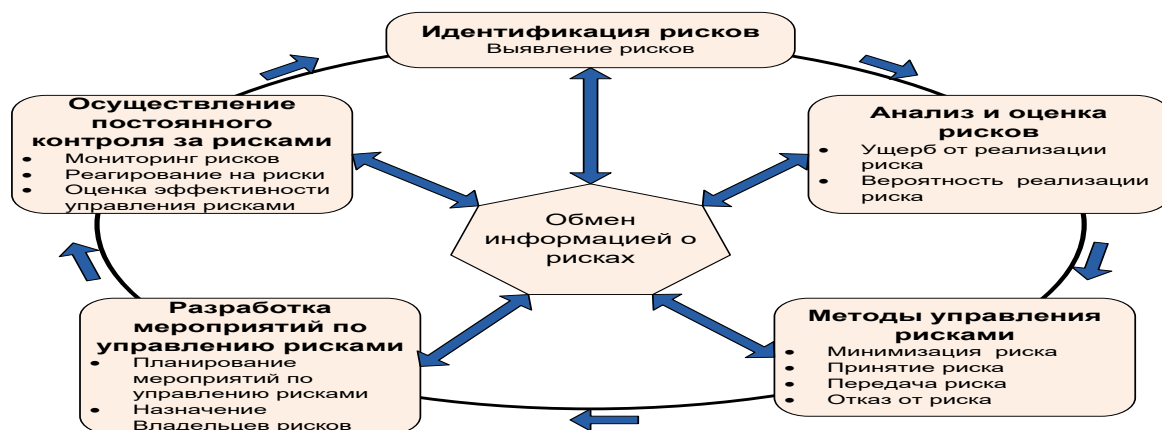 Идентификация рисков
Выявление рисков
Анализ и оценка
рисков
• Ущерб от реализации
риска
• Вероятность реализации
риска
Методы управления
рисками
• Минимизация риска
• Принятие риска
• Передача риска
• Отказ от риска
Разработка
мероприятий по
управлению рисками
• Планирование
мероприятий по
управлению рисками
• Назначение
Владельцев рисков
Осуществление
постоянного
контроля за рисками
• Мониторинг рисков
• Реагирование на риски
• Оценка эффективности
управления рисками
Обмен
информацией о
рисках